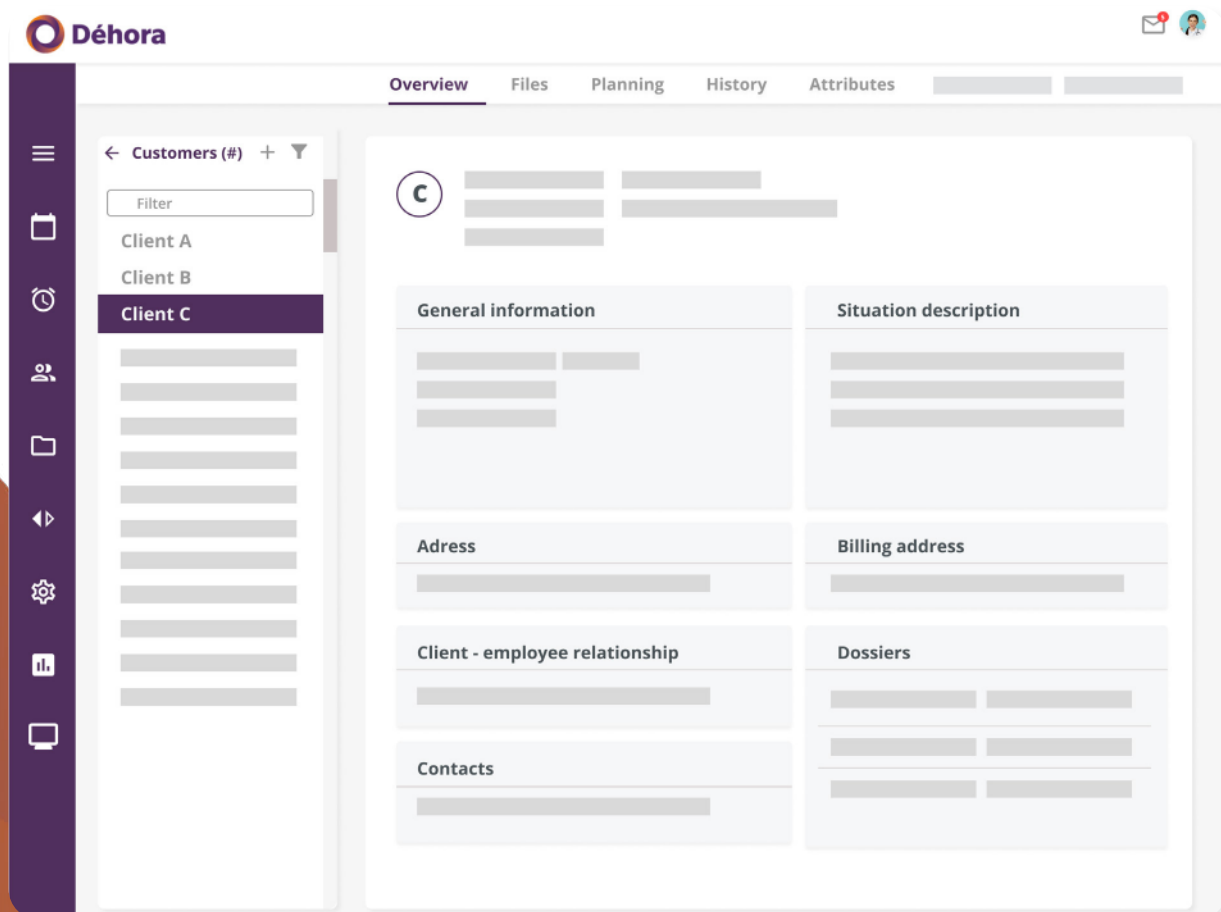 Déhora
Overview Files Planning History Attributes
Customers (#)
Filter
Client A
Client B
Client C
C
General information
Situation description
Adress
Billing address
Client - employee relationship
Dossiers
Contacts